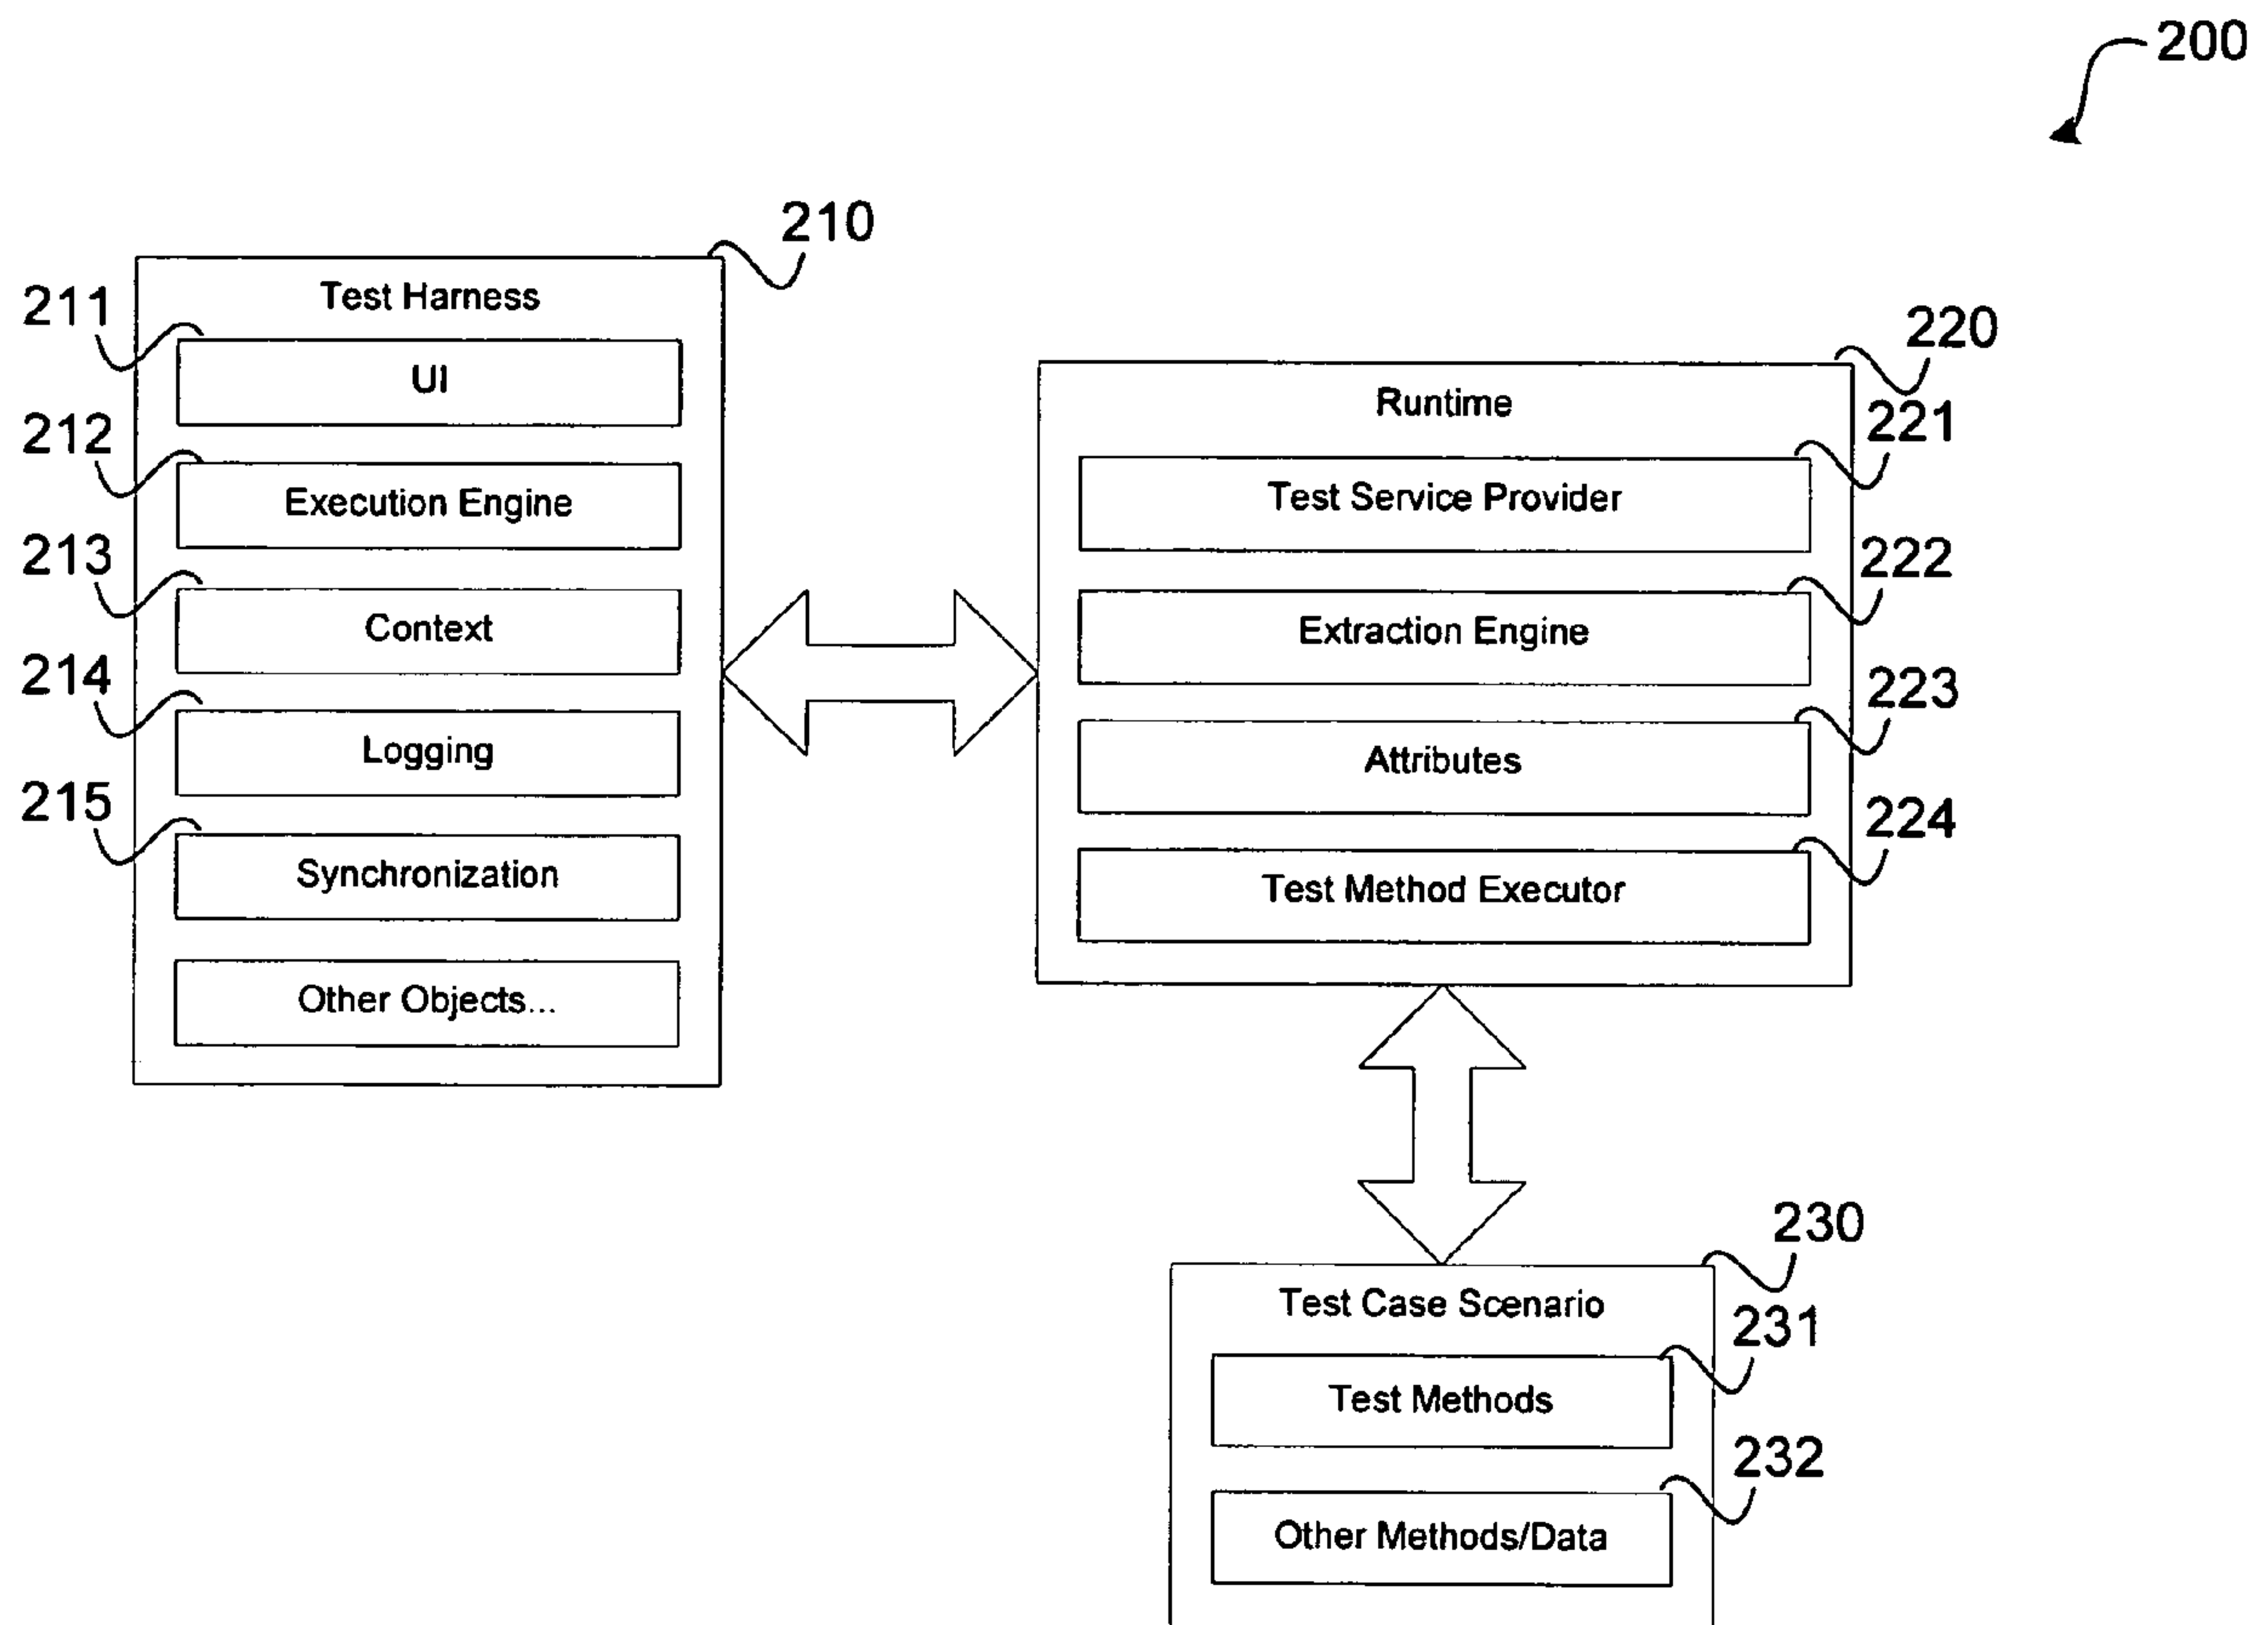 200
210
Test Harness
211
UI
212
Execution Engine
213
Context
214
Logging
215
Synchronization
Other Objects...
220
Runtime
221
Test Service Provider
222
Extraction Engine
223
Attributes
224
Test Method Executor
230
Test Case Scenario
231
Test Methods
232
Other Methods/Data